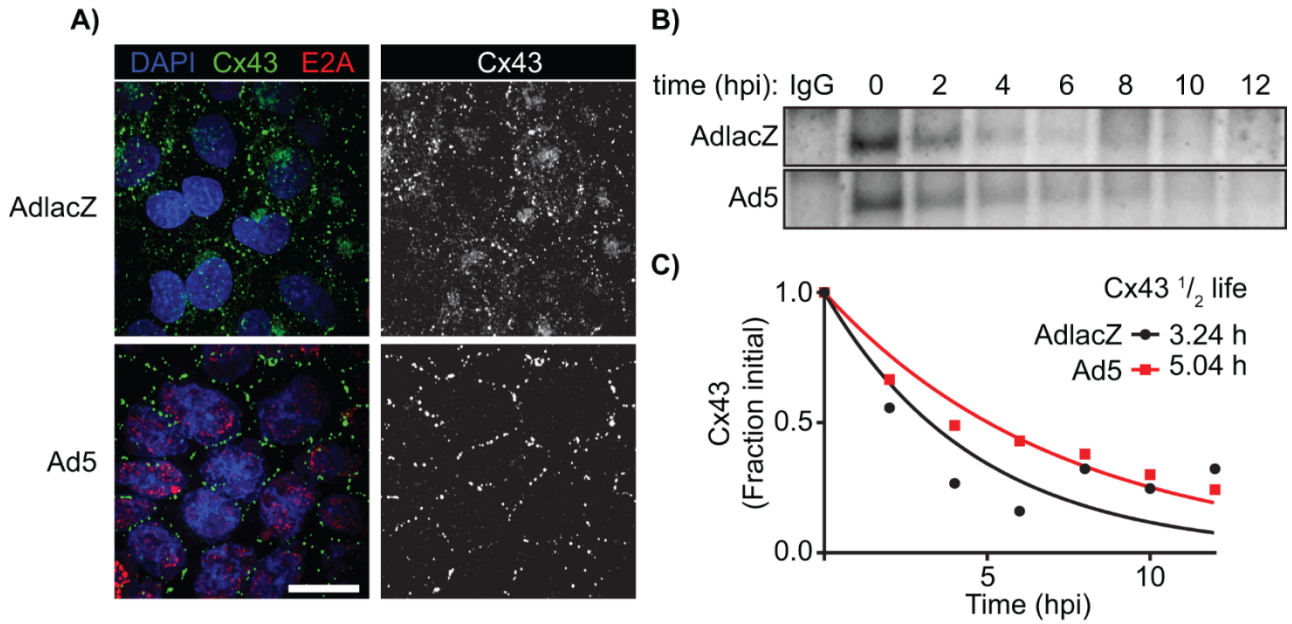 A)
DAPI Cx43 E2A
Cx43
AdlacZ
Ad5
B)
time (hpi): IgG 0 2 4 6 8 10 12
AdlacZ
Ad5
C)
Cx43 1/2 life
AdlacZ 3.24 h
Ad5 5.04 h
1.0
0.5
0.0
5 10
Cx43
(Fraction initial)
Time (hpi)